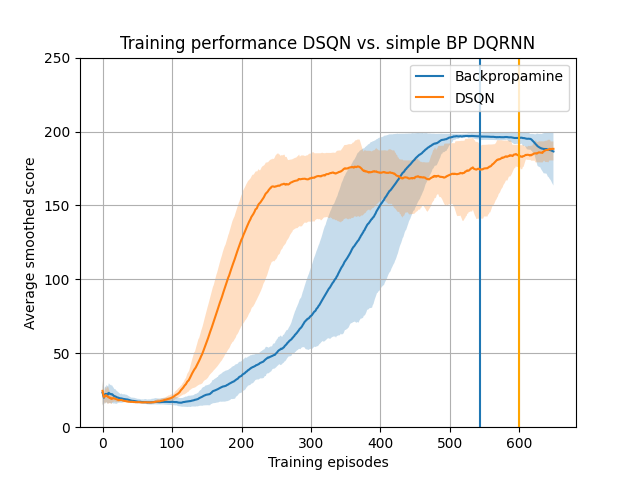 Training performance DSQN vs. simple BP DQRNN
Backpropamine
DSQN
Average smoothed score
250
200
150
100
50
0
0 100 200 300 400 500 600
Training episodes